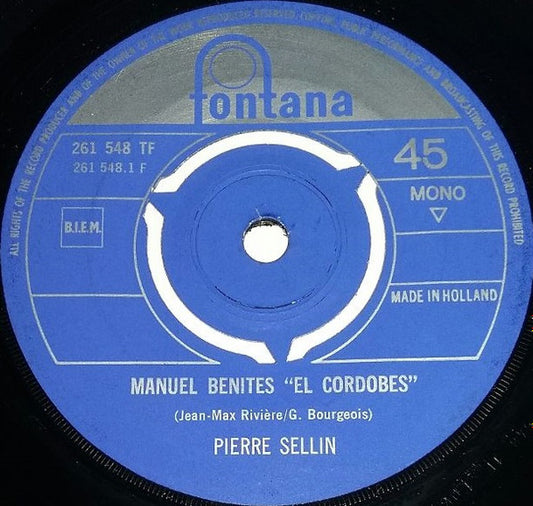 ALL RIGHTS OF THE RECORD PRODUCER AND OF THE OWNER OF THE WORK REPRODUCED RESERVED COPYING, PUBLIC PERFORMANCE AND BROADCASTING OF THIS RECORD PROHIBITED
fontana
261 548 TF
261 548.1 F
45
MONO
B.I.E.M.
MADE IN HOLLAND
MANUEL BENITES “EL CORDOBES”
(Jean-Max Rivière/G. Bourgeois)
PIERRE SELLIN